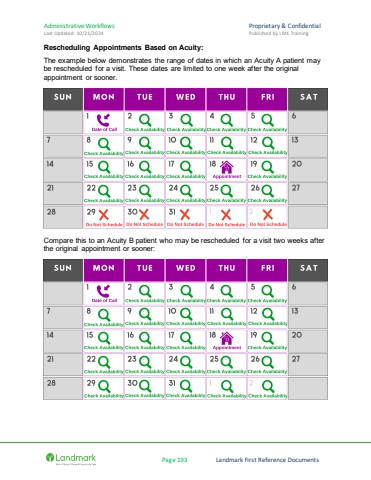 Administrative Workflows Proprietary & Confidential
Last Updated: 10/21/2024 Published by LMK Training
Rescheduling Appointments Based on Acuity:
The example below demonstrates the range of dates in which an Acuity A patient may
be rescheduled for a visit. These dates are limited to one week after the original
appointment or sooner.
SUN MON TUE WED THU FRI SAT
1 2 3 4 5 6
Date of Call Check Availability Check Availability Check Availability Check Availability
7 8 9 10 11 12 13
Check Availability Check Availability Check Availability Check Availability Check Availability
14 15 16 17 18 19 20
Check Availability Check Availability Check Availability Appointment Check Availability
21 22 23 24 25 26 27
Check Availability Check Availability Check Availability Check Availability Check Availability
28 29 30 31 1 2
Do Not Schedule Do Not Schedule Do Not Schedule Do Not Schedule Do Not Schedule
Compare this to an Acuity B patient who may be rescheduled for a visit two weeks after
the original appointment or sooner:
SUN MON TUE WED THU FRI SAT
1 2 3 4 5 6
Date of Call Check Availability Check Availability Check Availability Check Availability
7 8 9 10 11 12 13
Check Availability Check Availability Check Availability Check Availability Check Availability
14 15 16 17 18 19 20
Check Availability Check Availability Check Availability Appointment Check Availability
21 22 23 24 25 26 27
Check Availability Check Availability Check Availability Check Availability Check Availability
28 29 30 31 1 2
Check Availability Check Availability Check Availability Check Availability Check Availability
Landmark Page 193 Landmark First Reference Documents